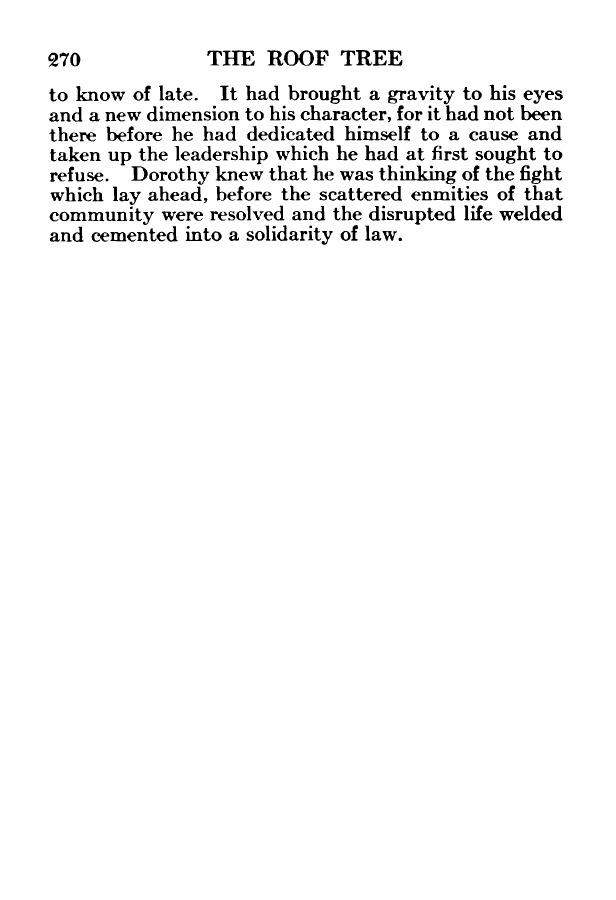 270 THE ROOF TREE
to know of late. It had brought a gravity to his eyes
and a new dimension to his character, for it had not been
there before he had dedicated himself to a cause and
taken up the leadership which he had at first sought to
refuse. Dorothy knew that he was thinking of the fight
which lay ahead, before the scattered enmities of that
community were resolved and the disrupted life welded
and cemented into a solidarity of law.